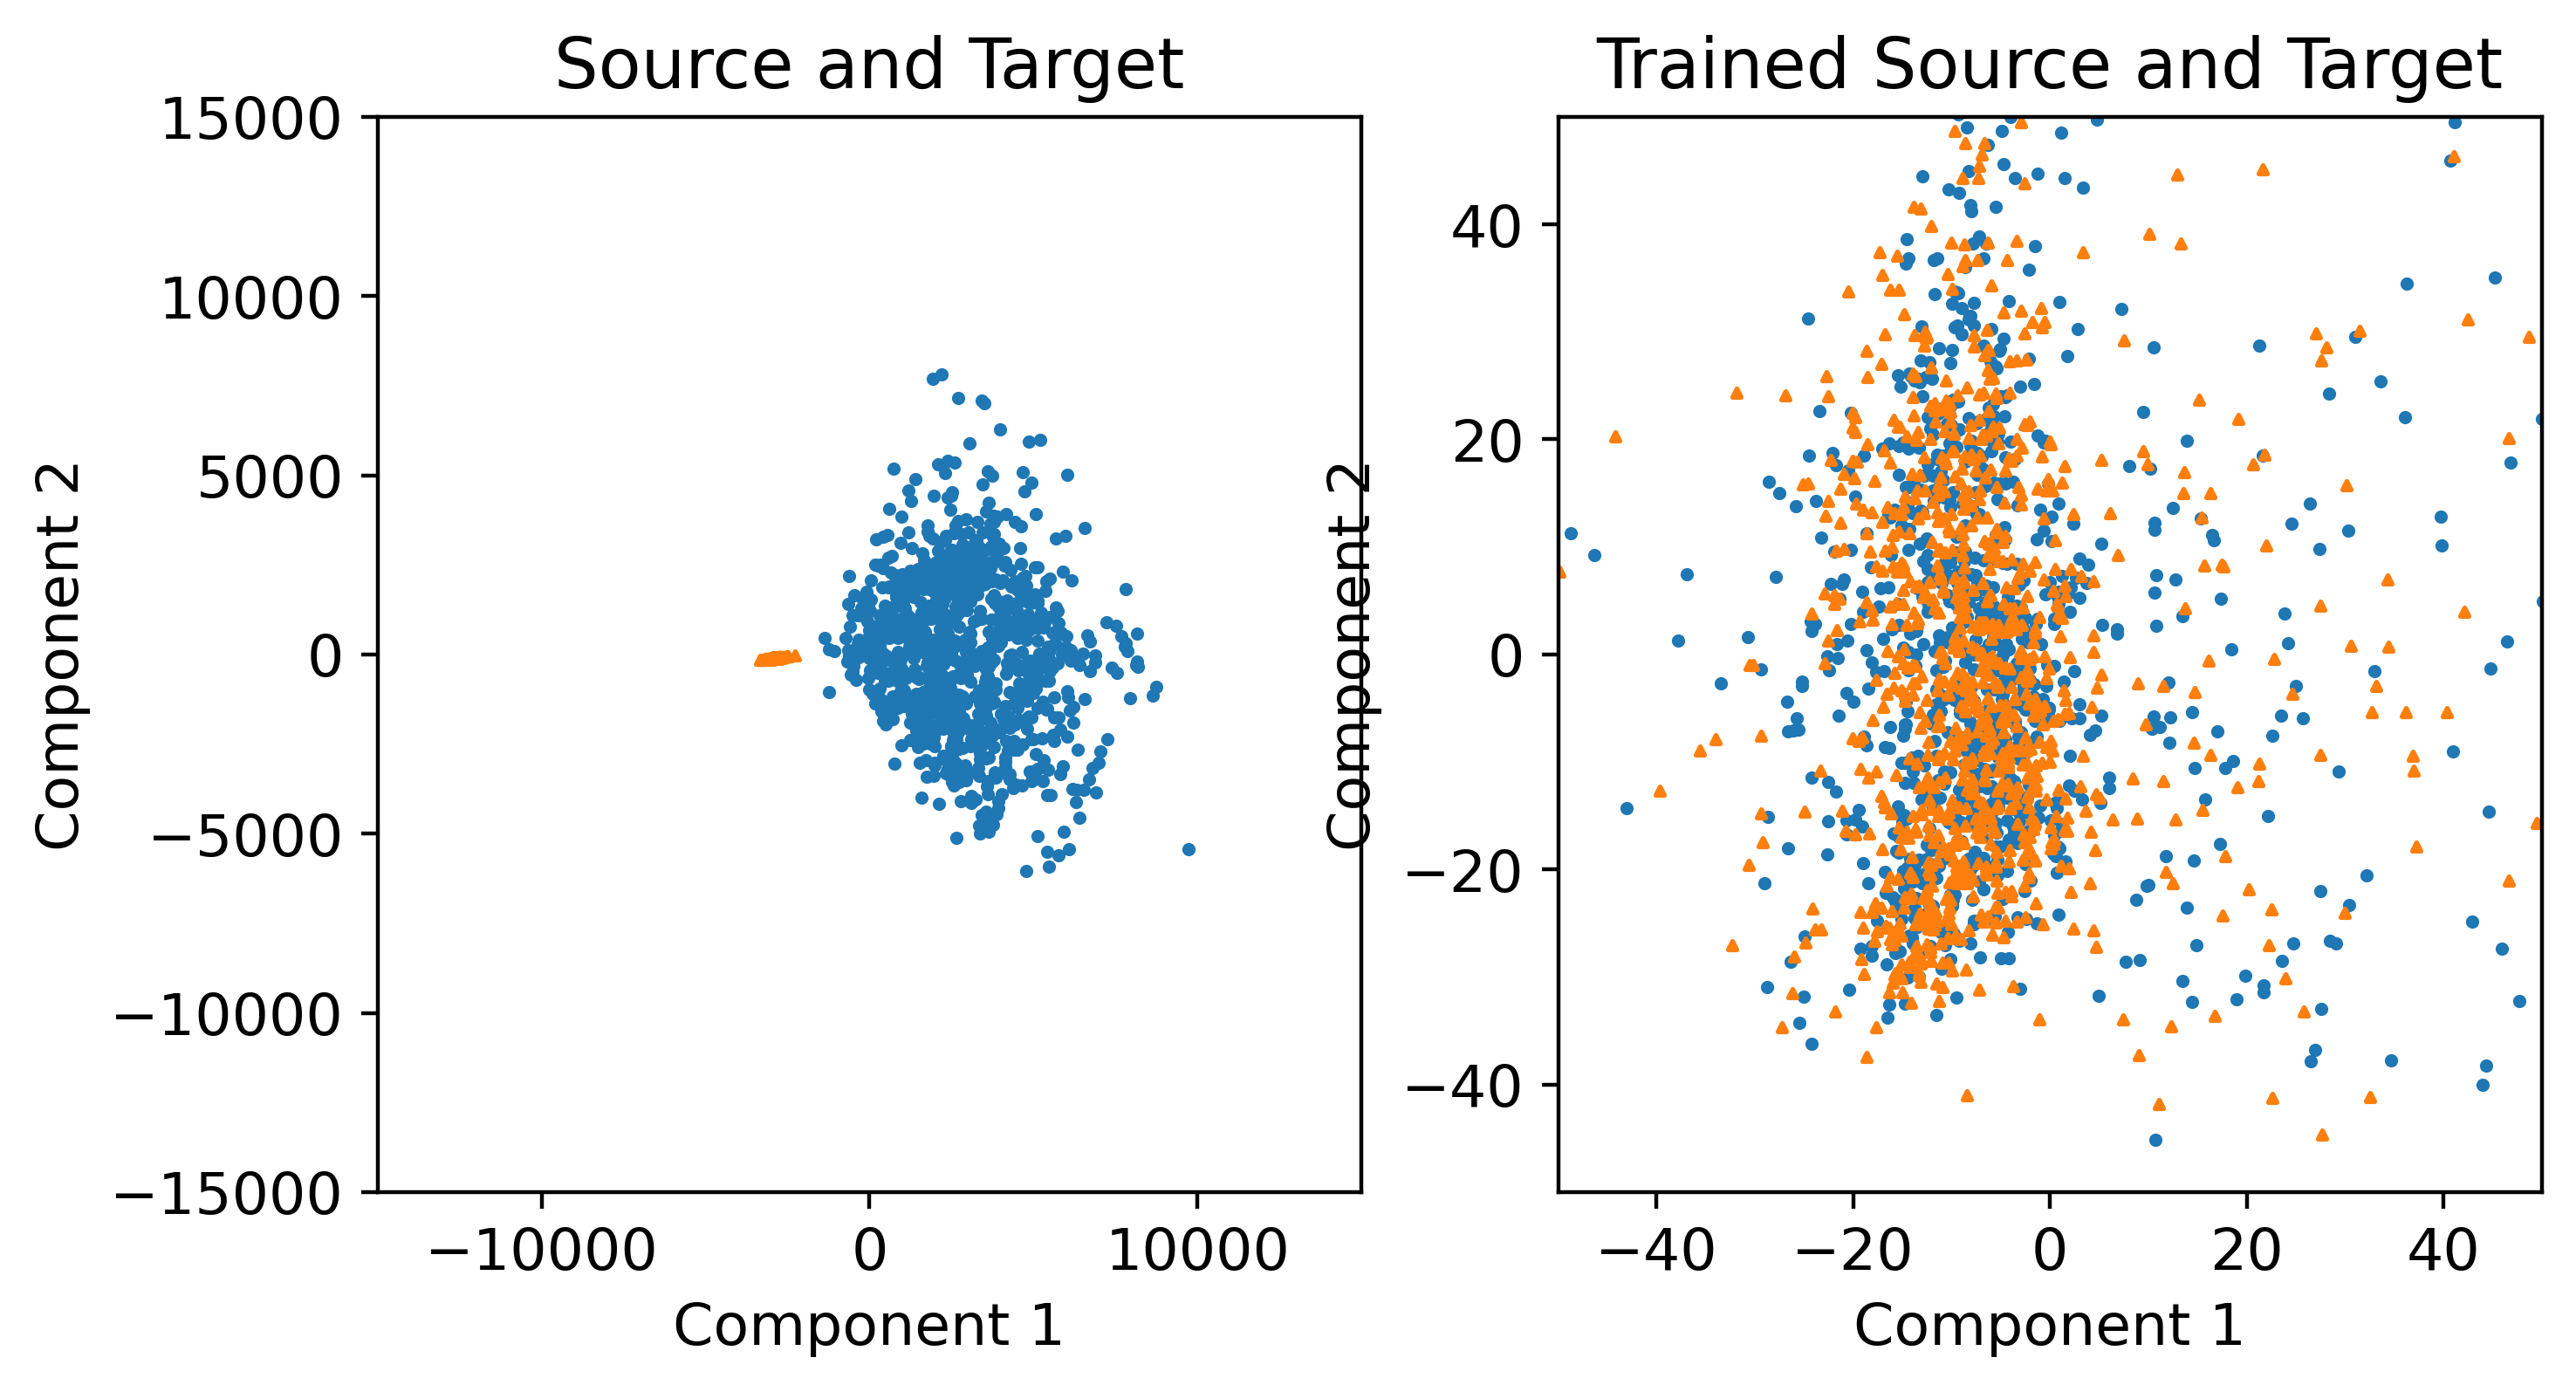 Source and Target
15000
10000
5000
0
−5000
−10000
−15000
Component 2
−10000 0 10000
Component 1
Trained Source and Target
40
20
0
−20
−40
Component 2
−40 −20 0 20 40
Component 1